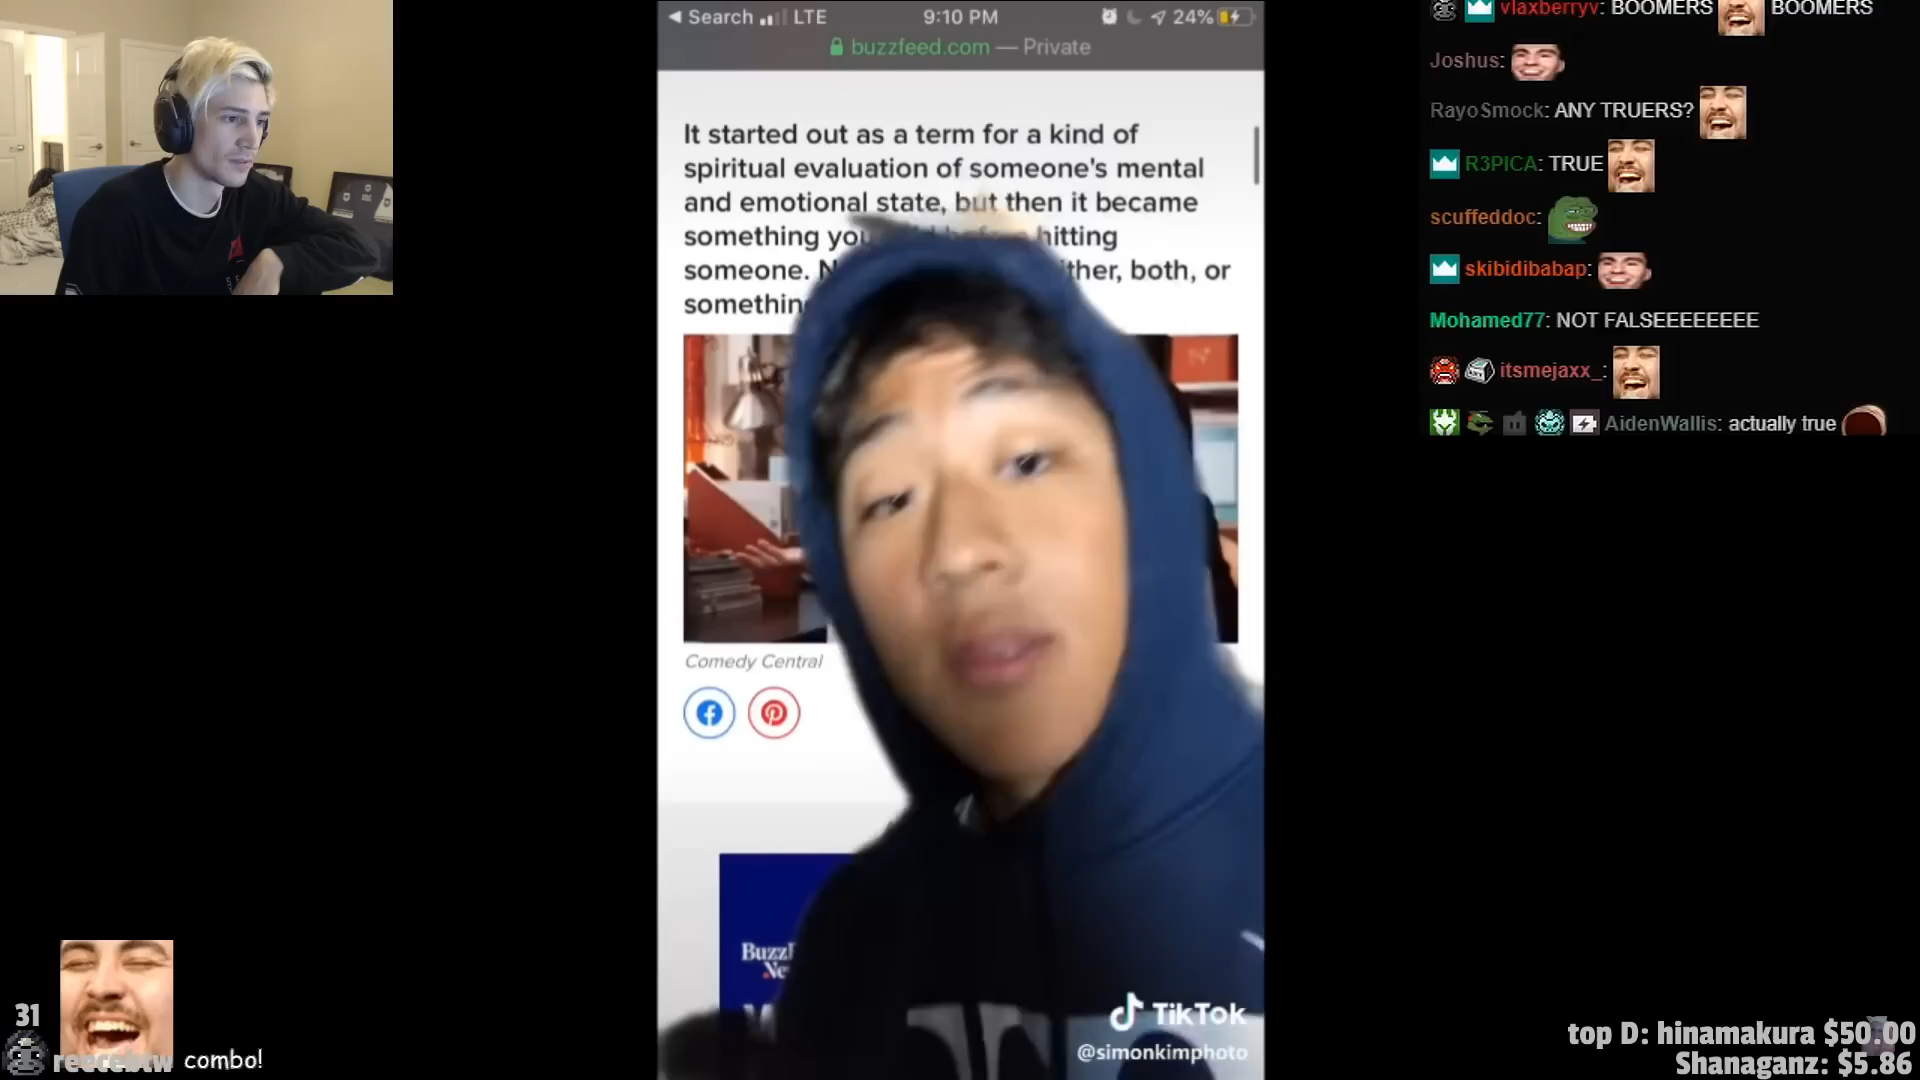 Search
LTE
9:10 PM
24%
buzzfeed.com — Private
It started out as a term for a kind of
spiritual evaluation of someone's mental
and emotional state, but then it became
something you hitting
someone. both, or
Comedy Central
TikTok
@simonkimphoto
vlaxberryv: BOOMERS BOOMERS
Joshus:
RayoSmock: ANY TRUERS?
R3PICA: TRUE
scuffeddoc:
skibidibabap:
Mohamed77: NOT FALSEEEEEEEE
itsmejaxx_:
AidenWallis: actually true
31
combo!
top D: hinamakura $50.00
Shanaganz: $5.86